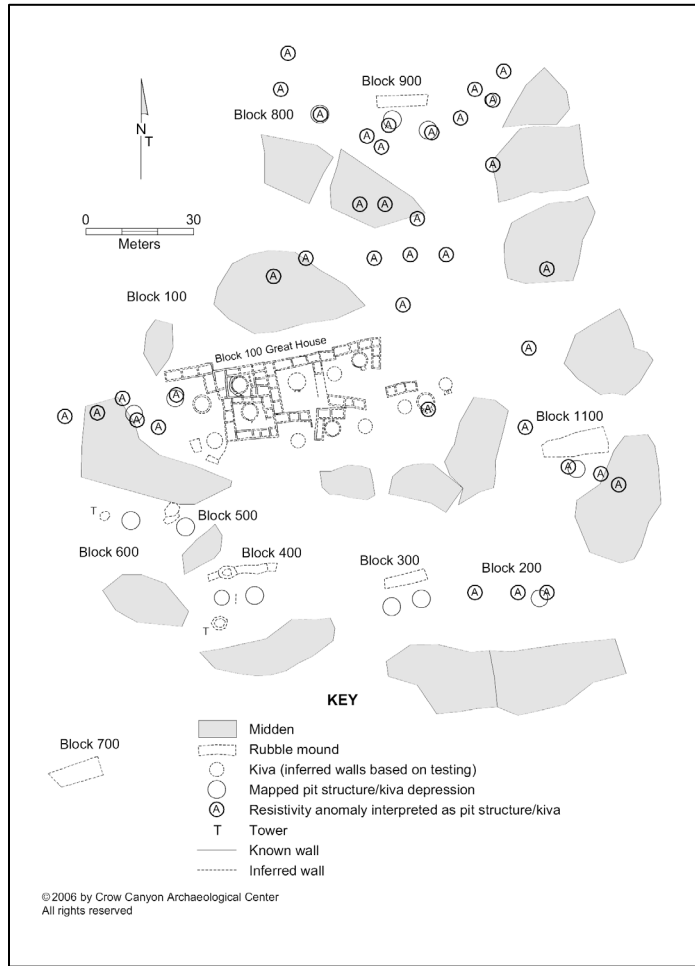 Block 900
Block 800
N
T
0 30
Meters
Block 100
Block 100 Great House
Block 1100
T
Block 500
Block 600
Block 400
Block 300
Block 200
T
KEY
Midden
Rubble mound
Kiva (inferred walls based on testing)
Mapped pit structure/kiva depression
A Resistivity anomaly interpreted as pit structure/kiva
T Tower
Known wall
Inferred wall
Block 700
©2006 by Crow Canyon Archaeological Center
All rights reserved